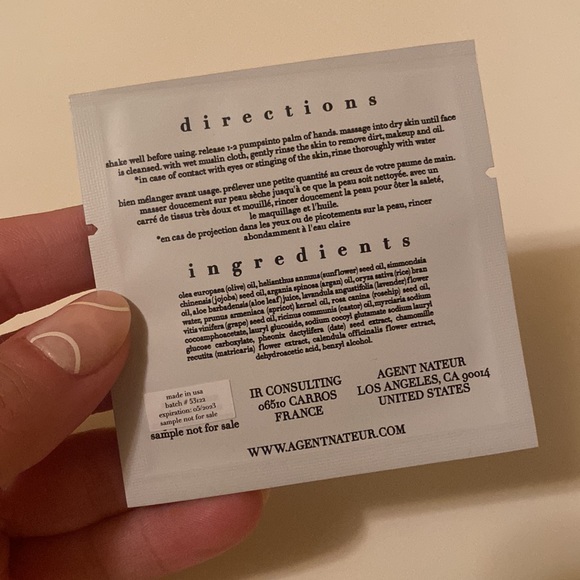 directions
shake well before using. release 1-2 pumpsinto palm of hands. massage into dry skin until face
is cleansed. with wet muslin cloth, gently rinse the skin to remove dirt, makeup and oil.
*in case of contact with eyes or stinging of the skin, rinse thoroughly with water
bien mélanger avant usage. prélever une petite quantité au creux de votre paume de main.
masser doucement sur peau sèche jusqu'à ce que la peau soit nettoyée. avec un
carré de tissus très doux et mouillé, rincer doucement la peau pour ôter la saleté,
le maquillage et l'huile.
*en cas de projection dans les yeux ou de picotements sur la peau, rincer
abondamment à l'eau claire
ingredients
olea europaea (olive) oil, helianthus annuus (sunflower) seed oil, simmondsia
chinensis (jojoba) seed oil, argania spinosa (argan) oil, oryza sativa (rice) bran
oil, aloe barbadensis (aloe leaf) juice, lavandula angustifolia (lavender) flower
water, prunus armeniaca (apricot) kernel oil, rosa canina (rosehip) seed oil,
vitis vinifera (grape) seed oil, ricinus communis (castor) oil, myrciaria sodium
cocoamphoacetate, lauryl glucoside, sodium cocoyl glutamate sodium lauryl
glucose carboxylate, pheonix dactylifera (date) seed extract, chamomille
recutita (matricaria) flower extract, calendula officinalis flower extract,
dehydroacetic acid, benzyl alcohol.
made in usa
batch # 53122
expiration: 05/2023
sample not for sale
sample not for sale
IR CONSULTING
06510 CARROS
FRANCE
AGENT NATEUR
LOS ANGELES, CA 90014
UNITED STATES
WWW.AGENTNATEUR.COM